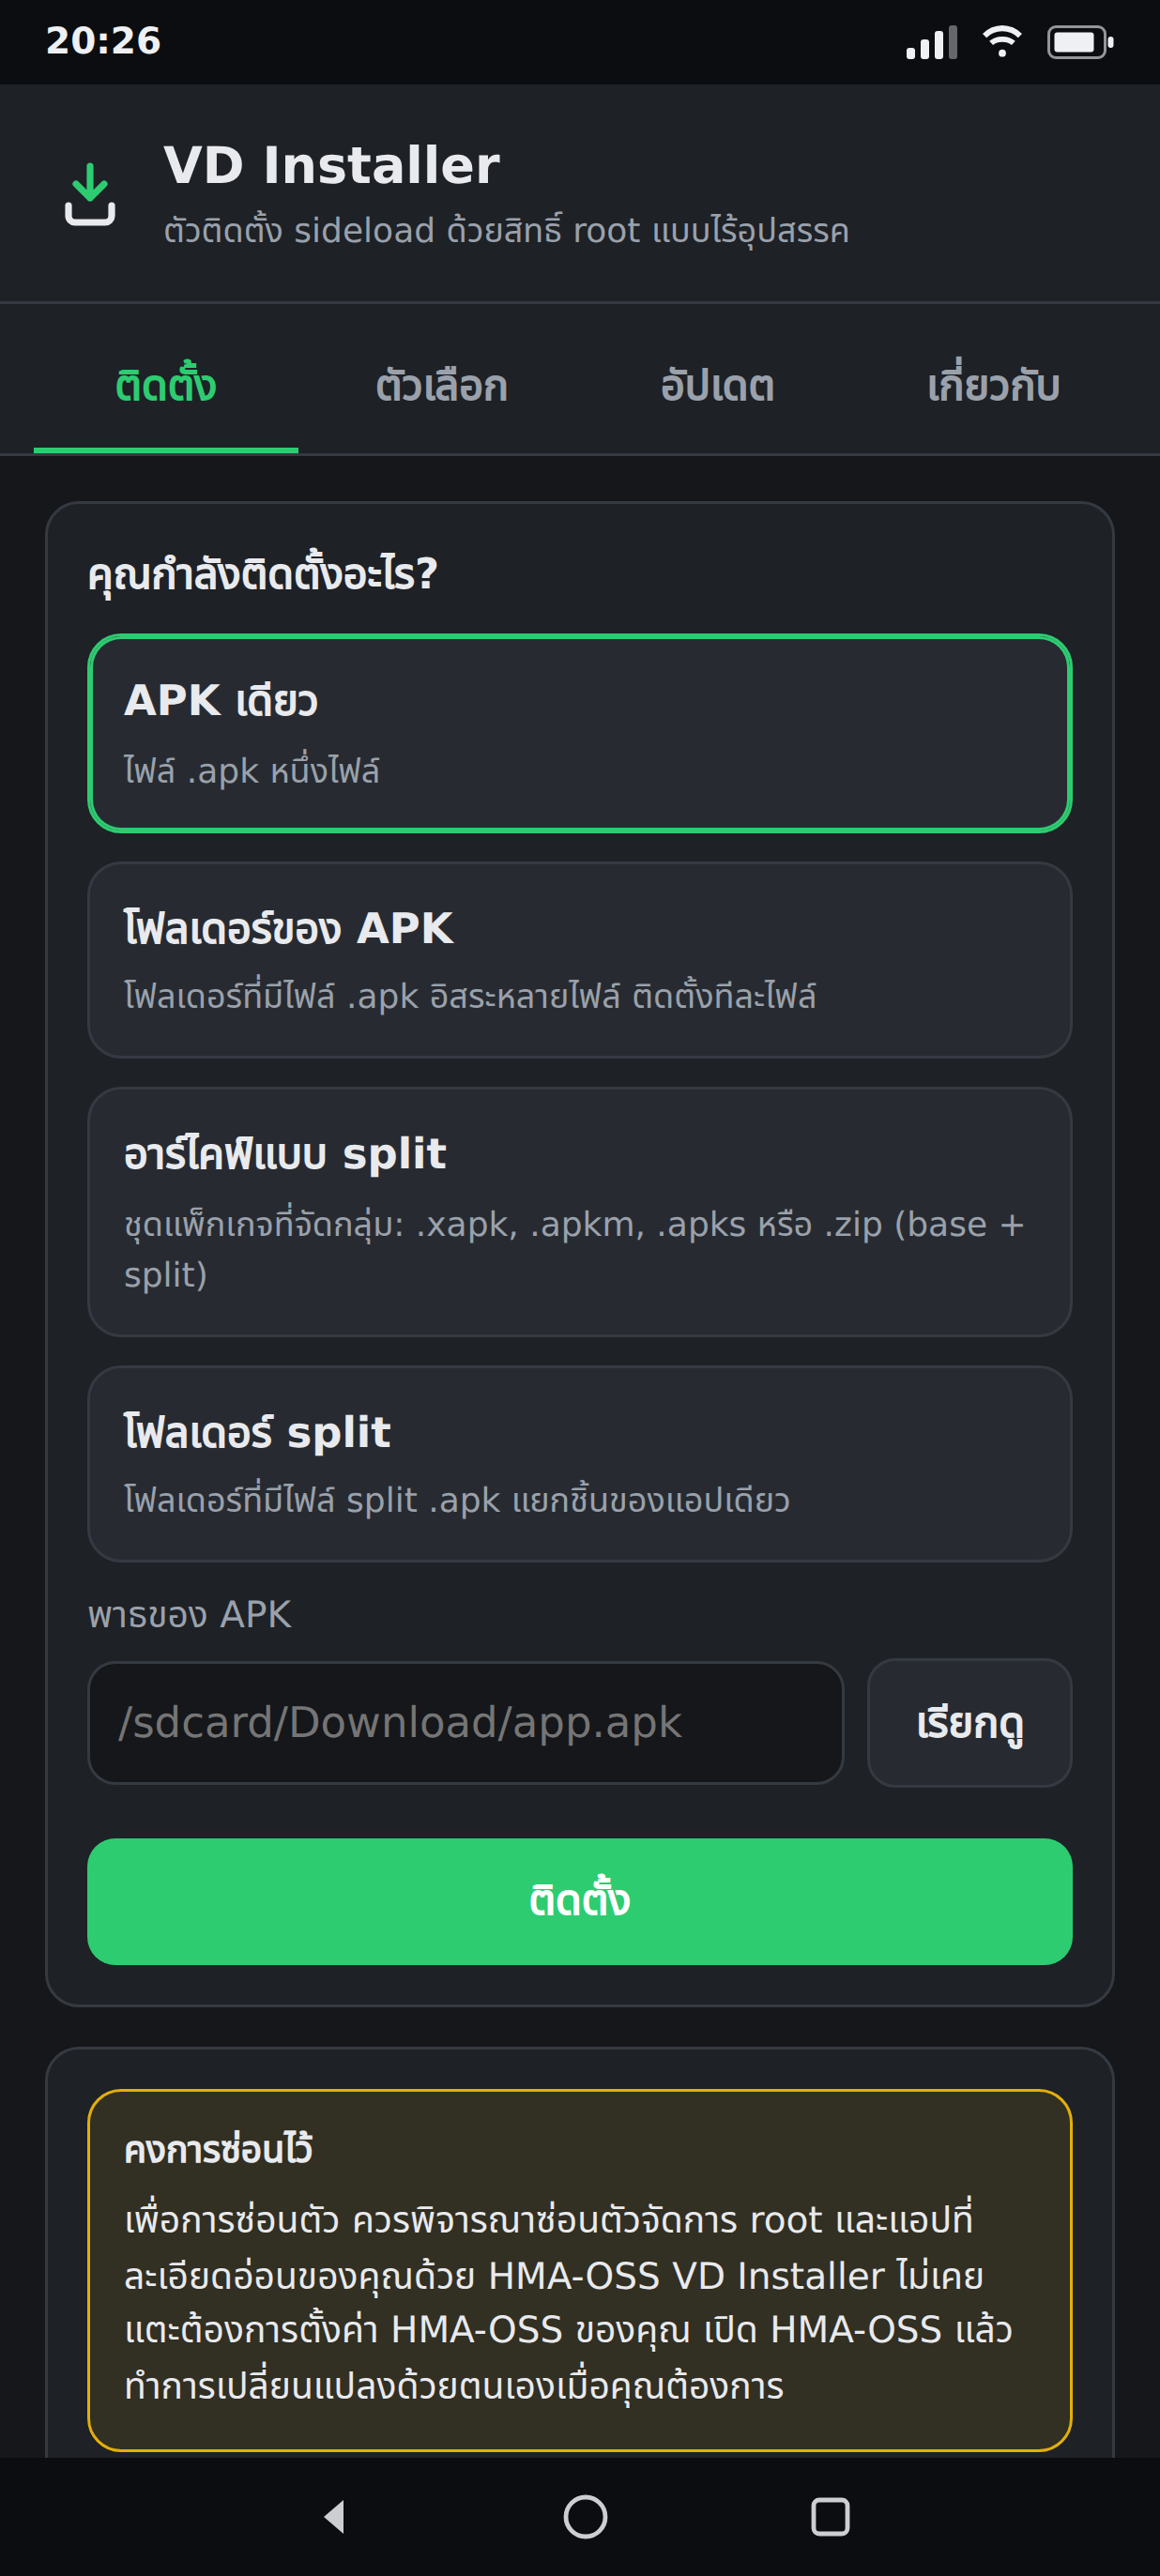 20:26
VD Installer
ตัวติดตั้ง sideload ด้วยสิทธิ์ root แบบไร้อุปสรรค
ติดตั้ง ตัวเลือก อัปเดต เกี่ยวกับ
คุณกำลังติดตั้งอะไร?
APK เดียว
ไฟล์ .apk หนึ่งไฟล์
โฟลเดอร์ของ APK
โฟลเดอร์ที่มีไฟล์ .apk อิสระหลายไฟล์ ติดตั้งทีละไฟล์
อาร์ไคฟ์แบบ split
ชุดแพ็กเกจที่จัดกลุ่ม: .xapk, .apkm, .apks หรือ .zip (base +
split)
โฟลเดอร์ split
โฟลเดอร์ที่มีไฟล์ split .apk แยกชิ้นของแอปเดียว
พาธของ APK
/sdcard/Download/app.apk
เรียกดู
ติดตั้ง
คงการซ่อนไว้
เพื่อการซ่อนตัว ควรพิจารณาซ่อนตัวจัดการ root และแอปที่
ละเอียดอ่อนของคุณด้วย HMA-OSS VD Installer ไม่เคย
แตะต้องการตั้งค่า HMA-OSS ของคุณ เปิด HMA-OSS แล้ว
ทำการเปลี่ยนแปลงด้วยตนเองเมื่อคุณต้องการ